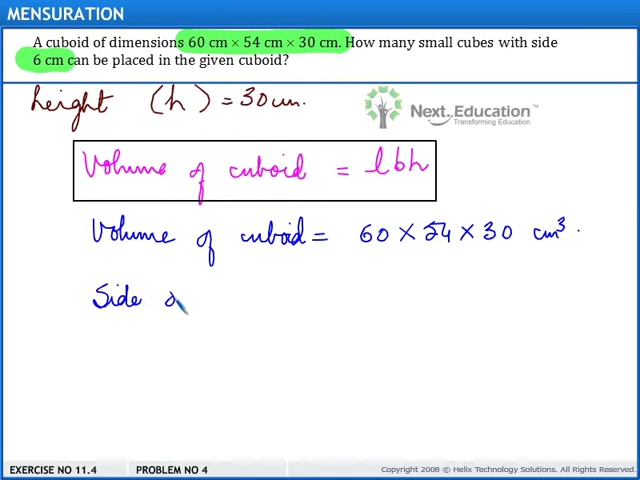 MENSURATION
A cuboid of dimensions 60 cm × 54 cm × 30 cm. How many small cubes with side
6 cm can be placed in the given cuboid?
height (h) = 30 cm.
Next Education™
Transforming Education
Volume of cuboid = lbh
Volume of cuboid = 60 × 54 × 30 cm³.
Side
EXERCISE NO 11.4 PROBLEM NO 4 Copyright 2008 © Helix Technology Solutions. All Rights Reserved.